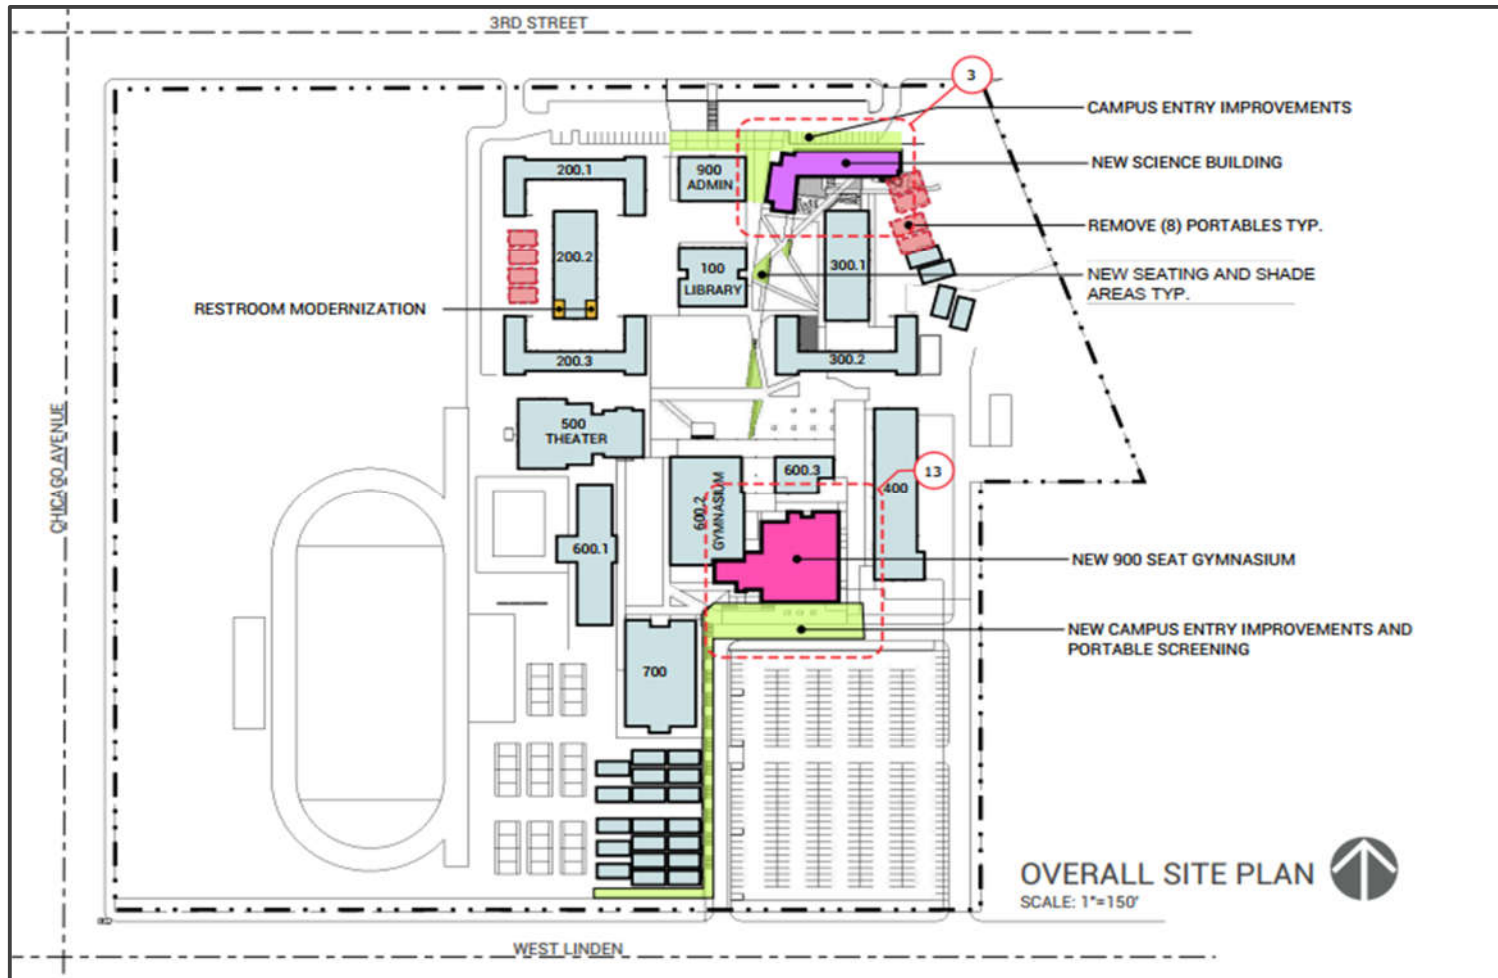 3RD STREET
3
CAMPUS ENTRY IMPROVEMENTS
200.1
900
ADMIN
NEW SCIENCE BUILDING
REMOVE (8) PORTABLES TYP.
200.2
100
LIBRARY
300.1
NEW SEATING AND SHADE
AREAS TYP.
RESTROOM MODERNIZATION
200.3
300.2
CHICAGO AVENUE
500
THEATER
600.3
13
400
600.2
GYMNASIUM
600.1
NEW 900 SEAT GYMNASIUM
NEW CAMPUS ENTRY IMPROVEMENTS AND
PORTABLE SCREENING
700
OVERALL SITE PLAN
SCALE: 1"=150'
WEST LINDEN